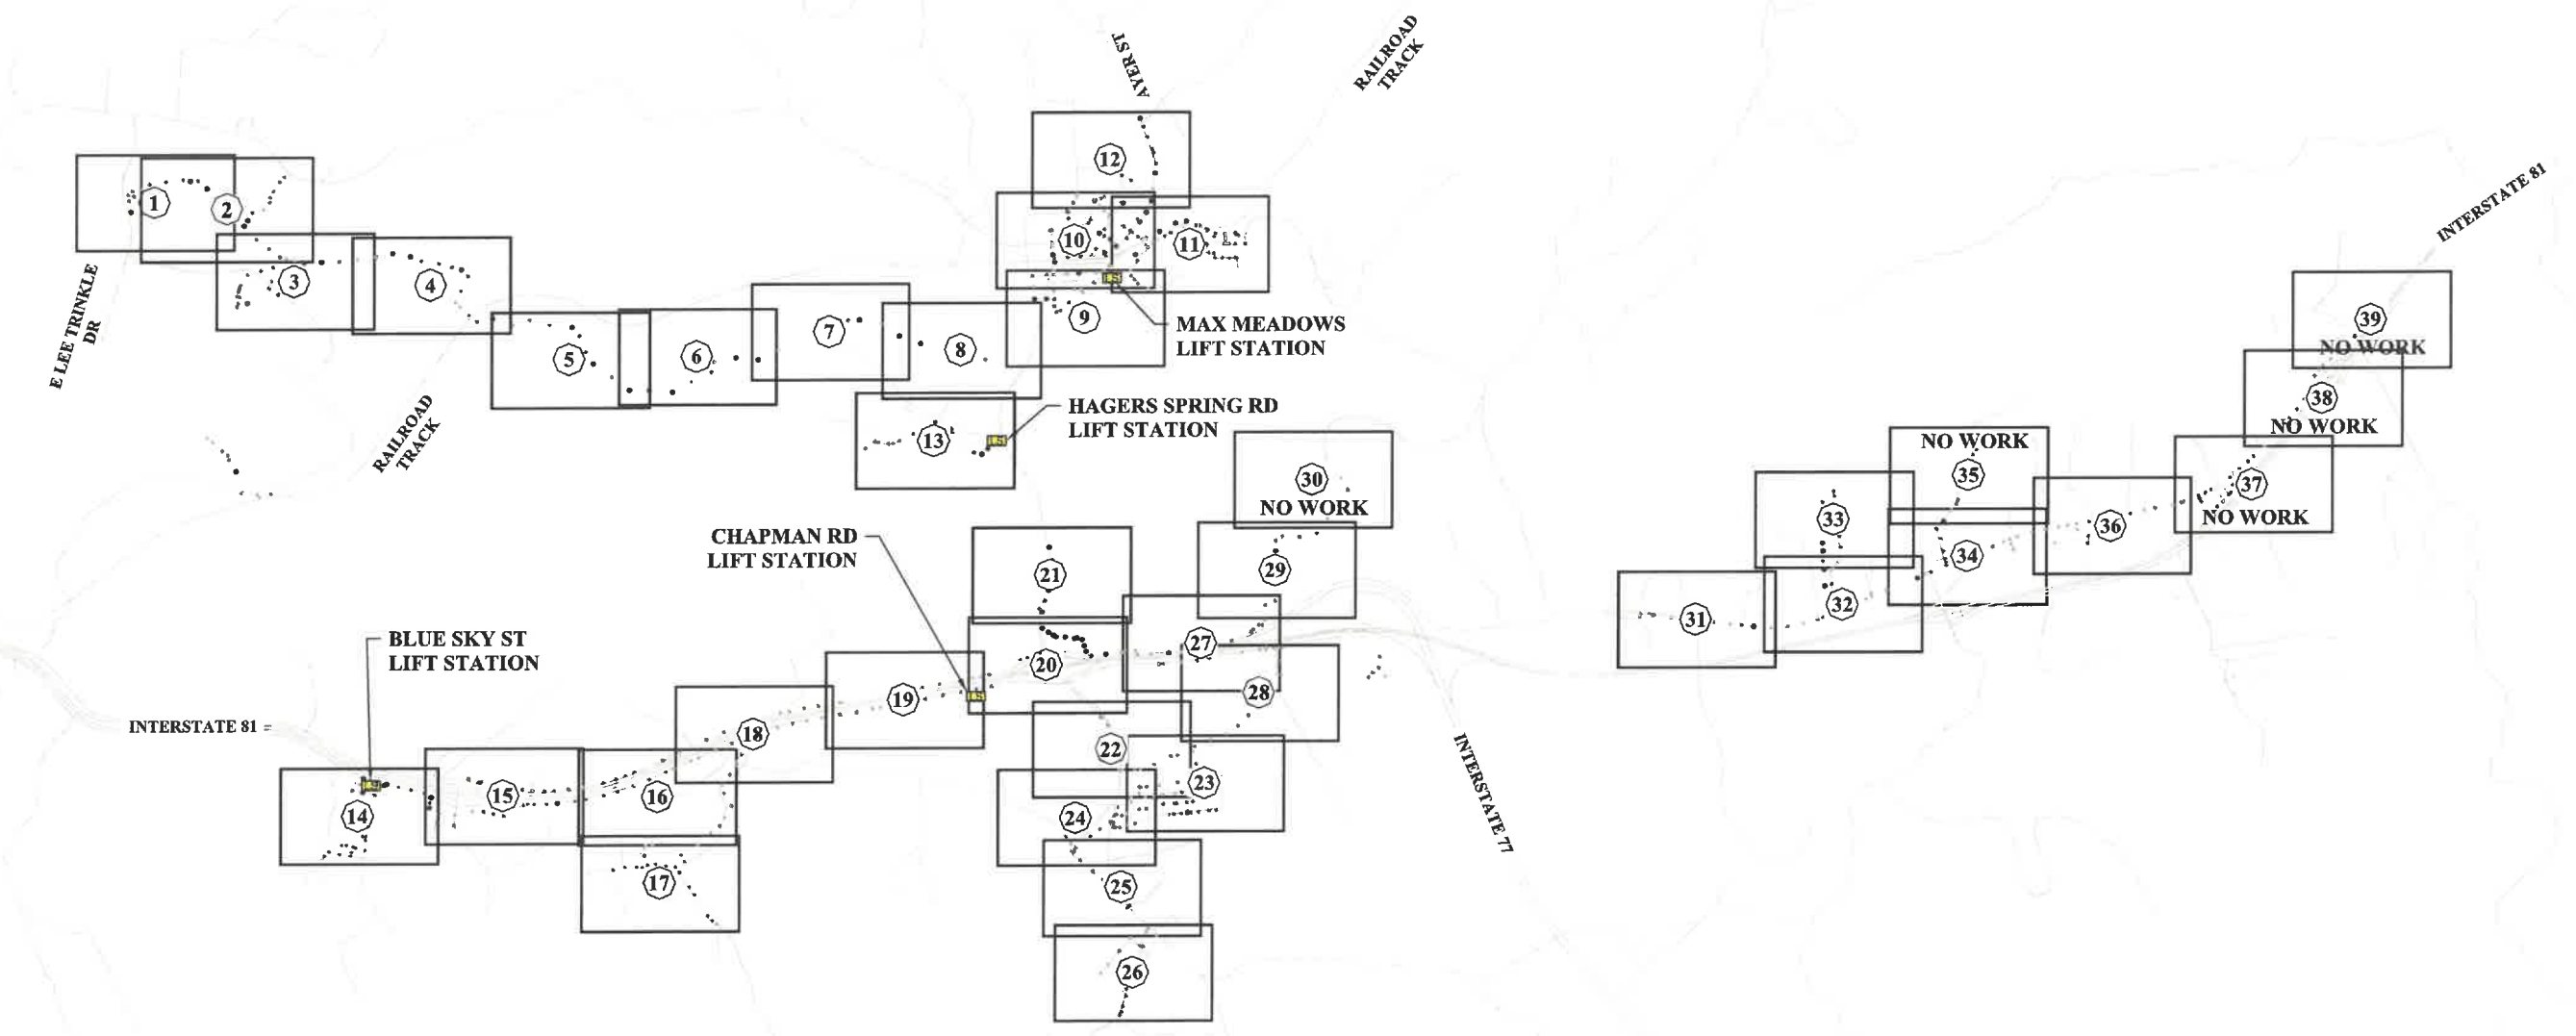 AYER ST
RAILROAD
TRACK
12
1
2
10
11
3
4
E LEE TRINKLE
DR
LS
9
MAX MEADOWS
LIFT STATION
5
6
7
8
RAILROAD
TRACK
13
LS
HAGERS SPRING RD
LIFT STATION
INTERSTATE 81
39
NO WORK
38
NO WORK
NO WORK
35
37
NO WORK
30
NO WORK
33
36
34
31
32
CHAPMAN RD
LIFT STATION
21
29
BLUE SKY ST
LIFT STATION
20
27
28
19
LS
INTERSTATE 81
18
22
23
INTERSTATE 77
14
15
16
24
17
25
26